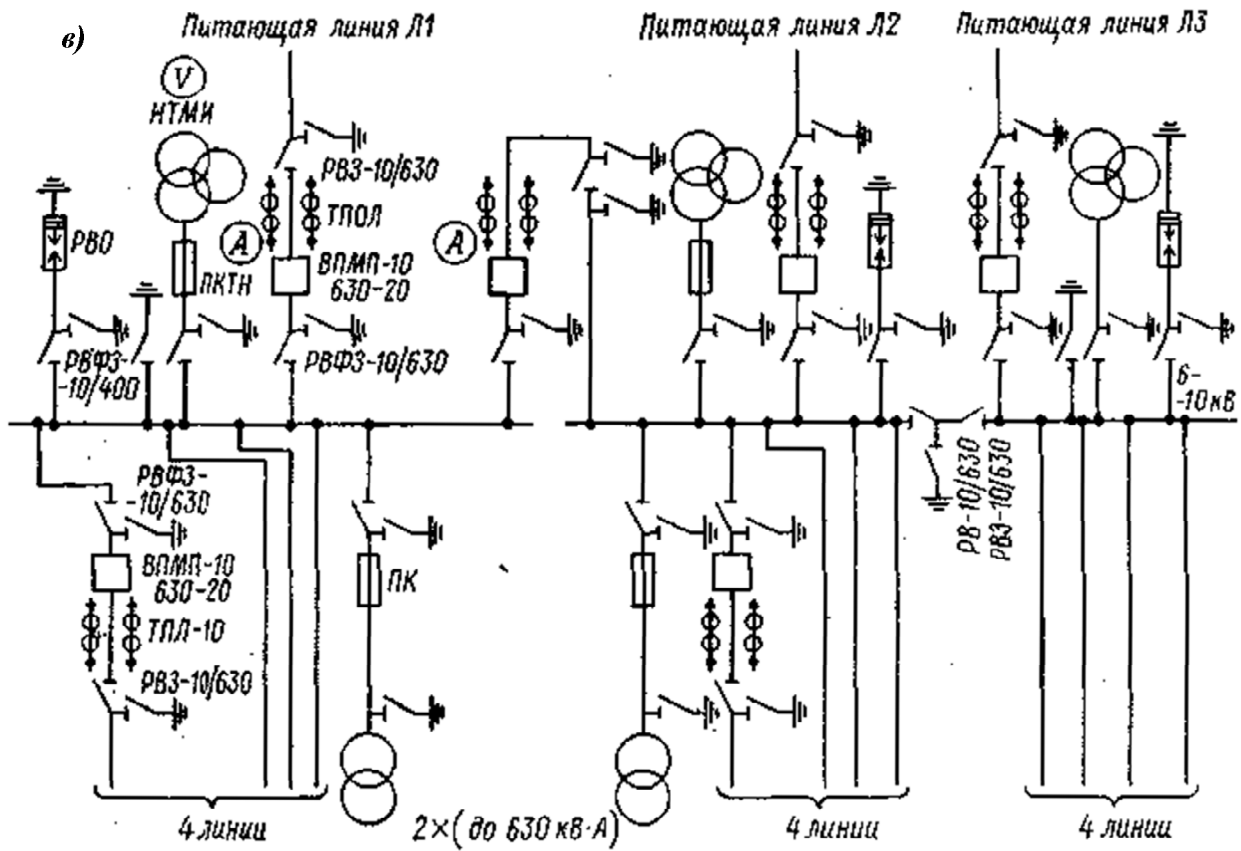 в)
Питающая линия Л1
Питающая линия Л2
Питающая линия Л3
V
НТМИ
РВЗ-10/630
ТПОЛ
РВО
А
А
ПКТН
ВПМП-10
630-20
РВФЗ-
-10/400
РВФЗ-10/630
6-
-10кВ
РВФЗ-
-10/630
РВ-10/630
РВЗ-10/630
ВПМП-10
630-20
ПК
ТПЛ-10
РВЗ-10/630
4 линии
2×(до 630 кВ·А)
4 линии
4 линии